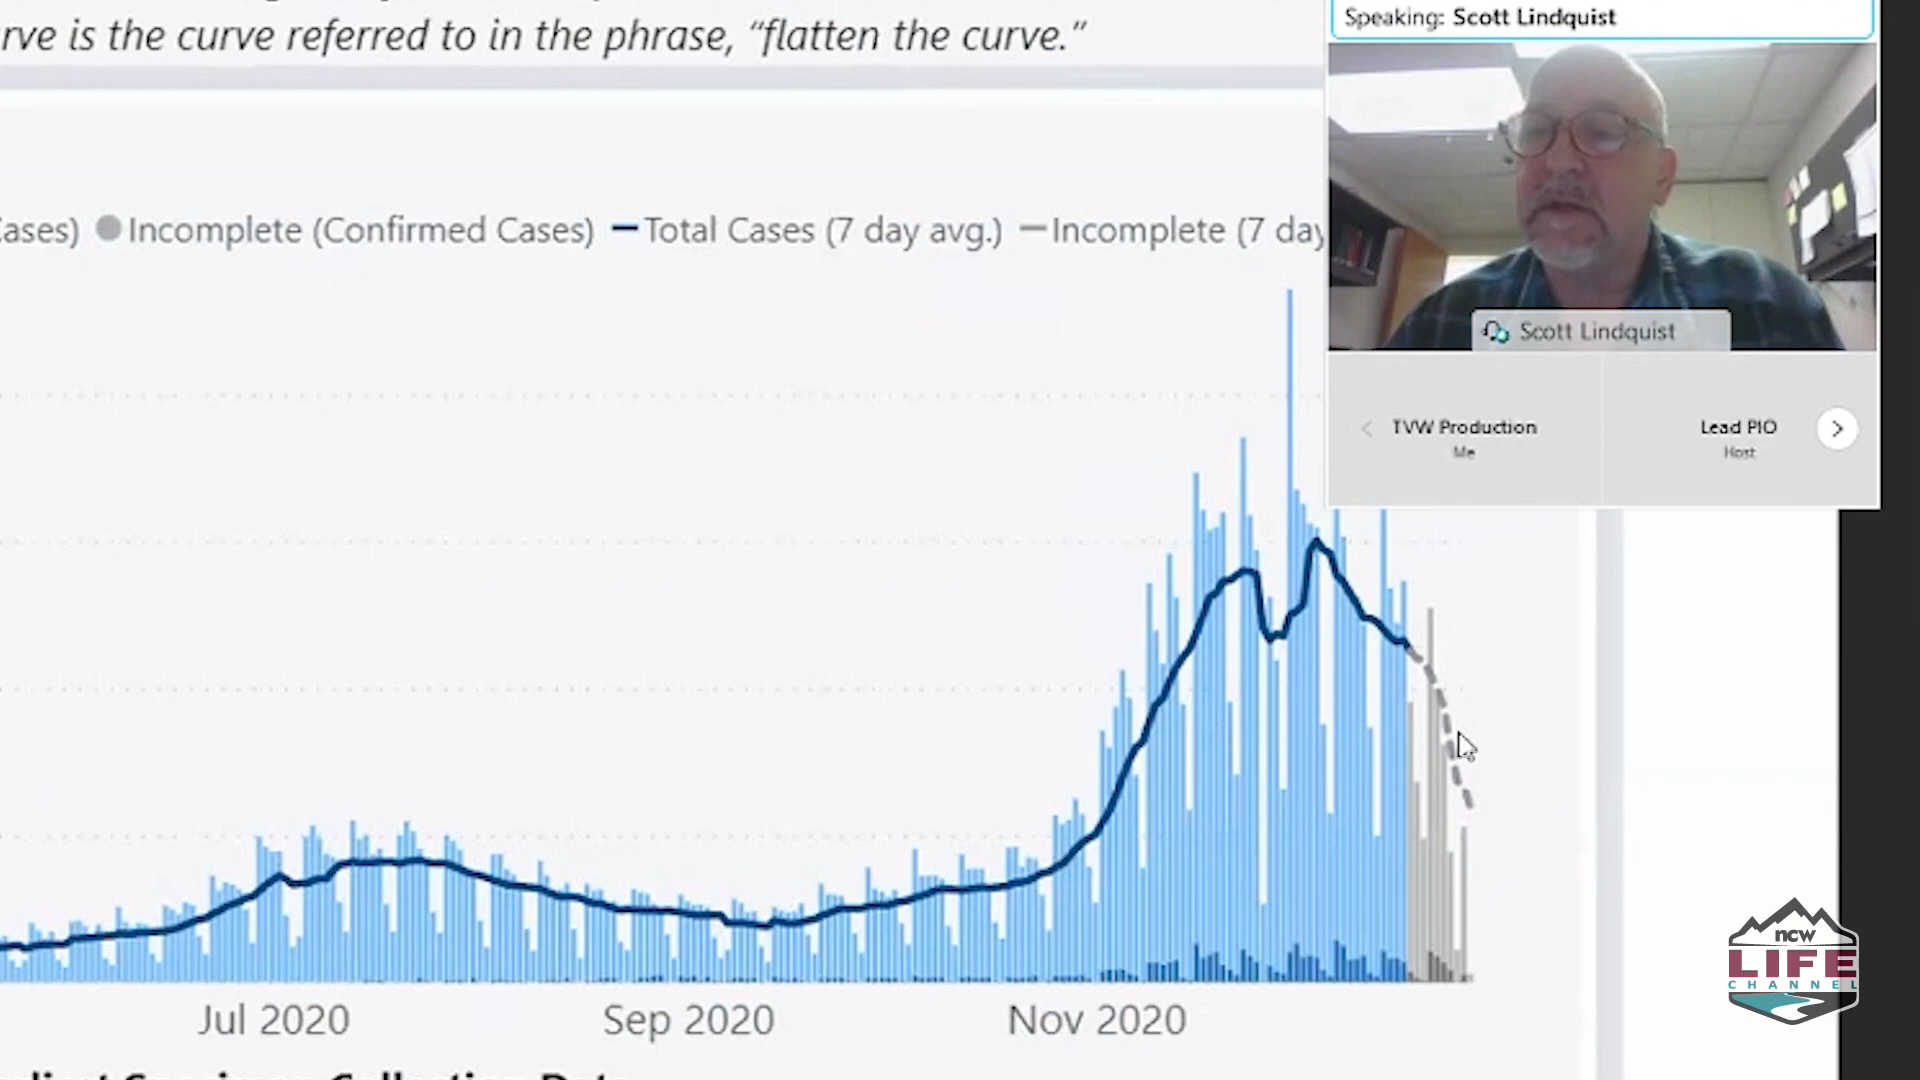 rve is the curve referred to in the phrase, “flatten the curve.”
Speaking: Scott Lindquist
Cases) Incomplete (Confirmed Cases) Total Cases (7 day avg.) Incomplete (7 day
Scott Lindquist
TVW Production
Me
Lead PIO
Host
Jul 2020 Sep 2020 Nov 2020
ncw
LIFE
CHANNEL